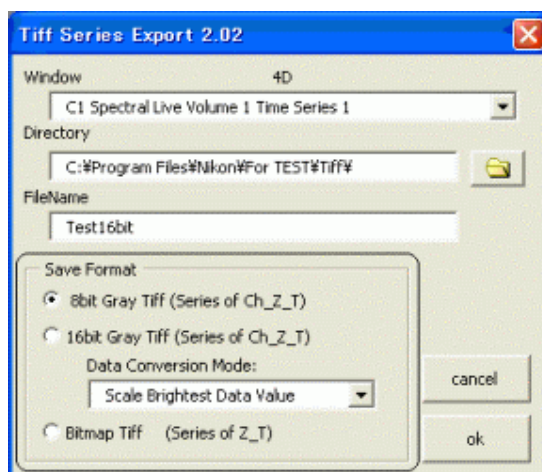 Tiff Series Export 2.02
Window 4D
C1 Spectral Live Volume 1 Time Series 1
Directory
C:¥Program Files¥Nikon¥For TEST¥Tiff¥
FileName
Test16bit
Save Format
8bit Gray Tiff (Series of Ch_Z_T)
16bit Gray Tiff (Series of Ch_Z_T)
Data Conversion Mode:
Scale Brightest Data Value
cancel
Bitmap Tiff (Series of Z_T)
ok